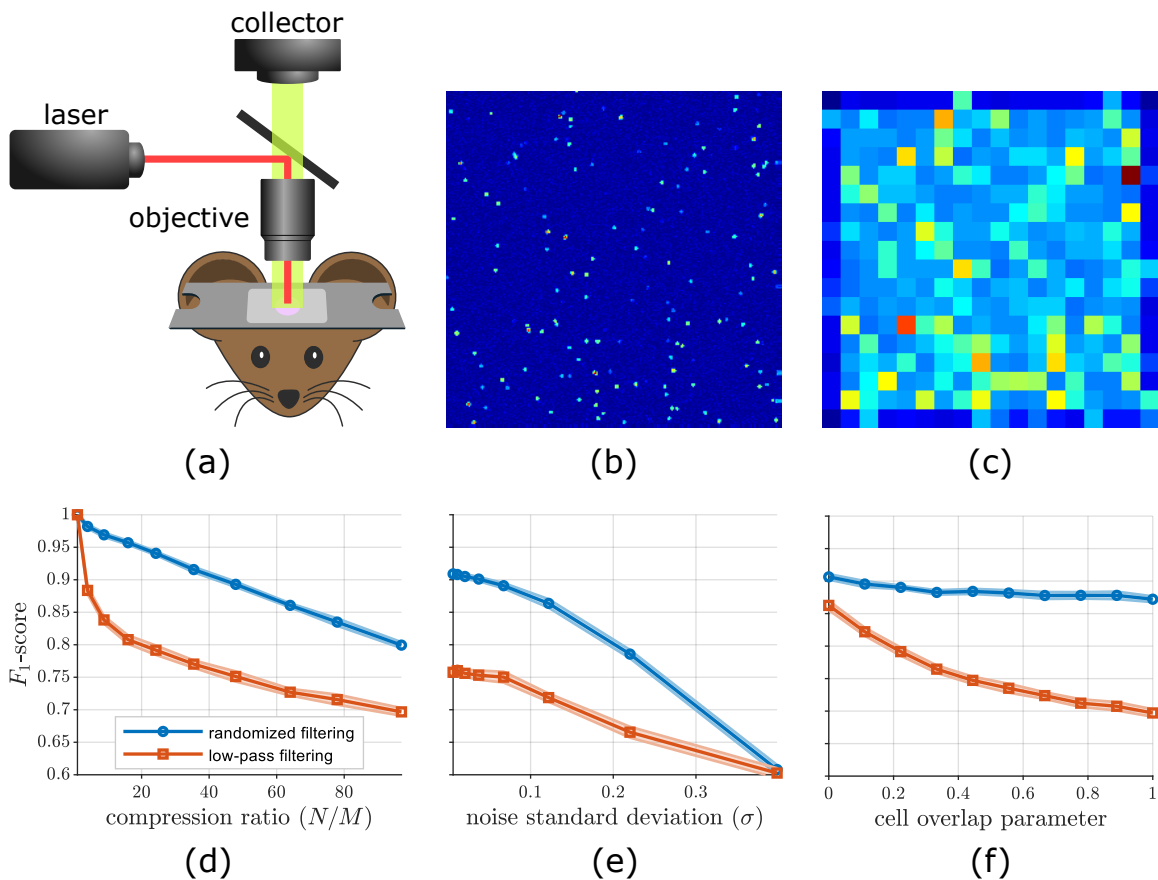 collector
laser
objective
(a)
(b)
(c)
F₁-score
1
0.95
0.9
0.85
0.8
0.75
0.7
0.65
0.6
randomized filtering
low-pass filtering
20 40 60 80
compression ratio (N/M)
(d)
0.1 0.2 0.3
noise standard deviation (σ)
(e)
0 0.2 0.4 0.6 0.8 1
cell overlap parameter
(f)